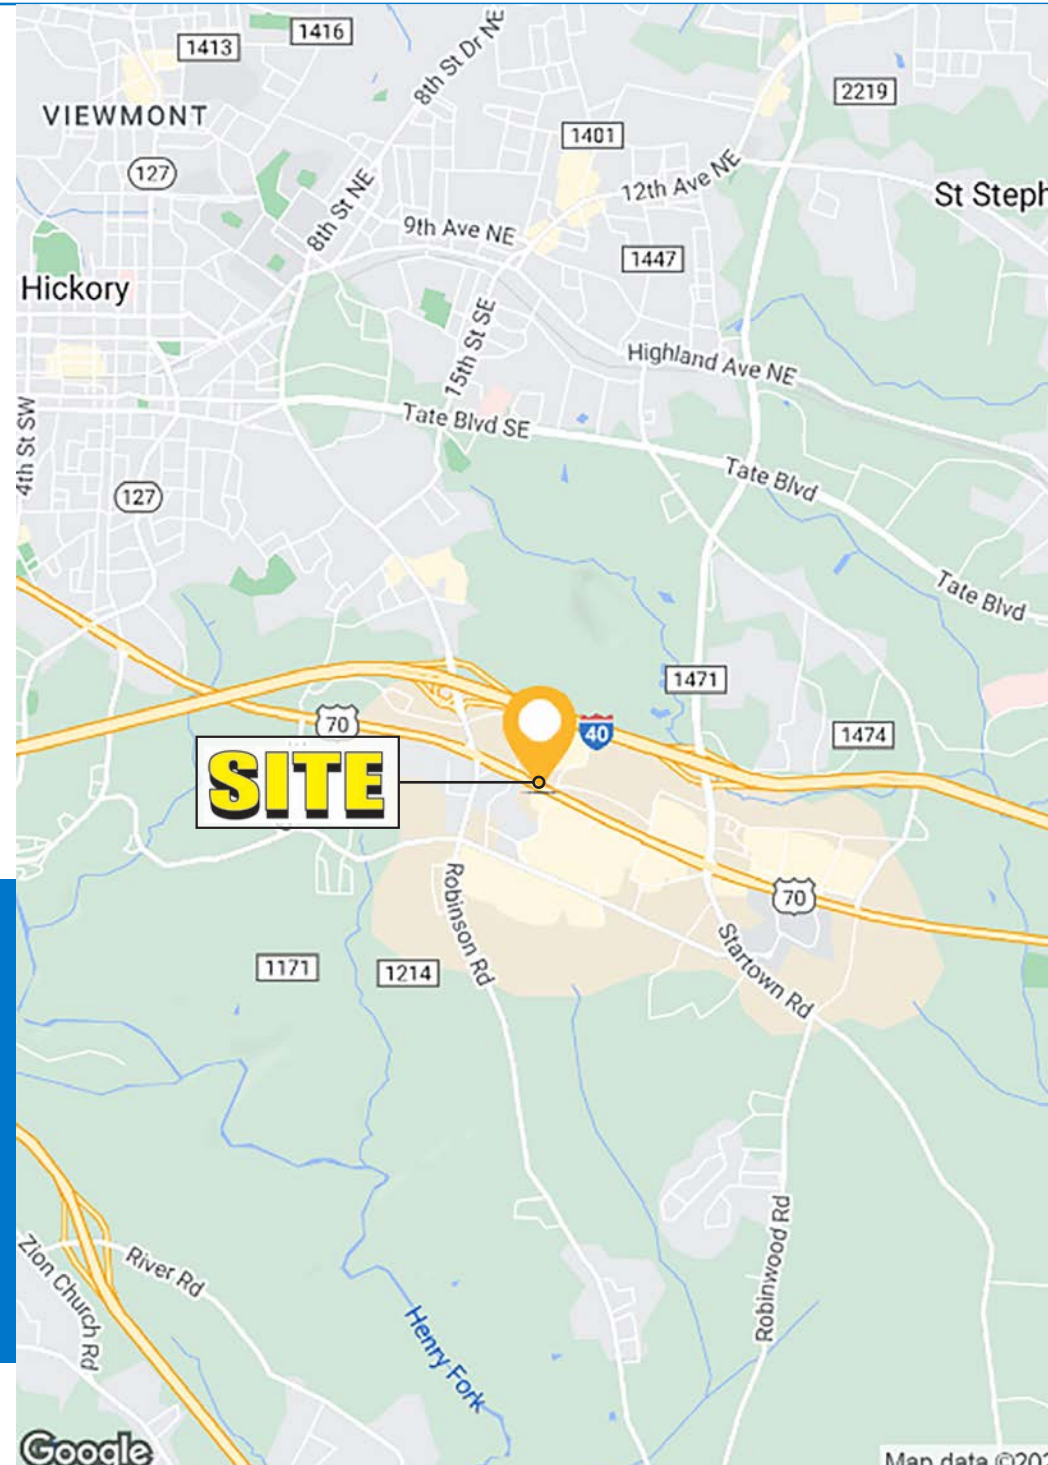 1416
1413
8th St Dr NE
2219
VIEWMONT
1401
127
12th Ave NE
St Steph
8th St NE
9th Ave NE
1447
Hickory
15th St SE
Highland Ave NE
Tate Blvd SE
4th St SW
Tate Blvd
127
Tate Blvd
1471
70
40
1474
SITE
70
Robinson Rd
Startown Rd
1171
1214
Robinwood Rd
River Rd
Zion Church Rd
Henry Fork
Google
Map data ©202